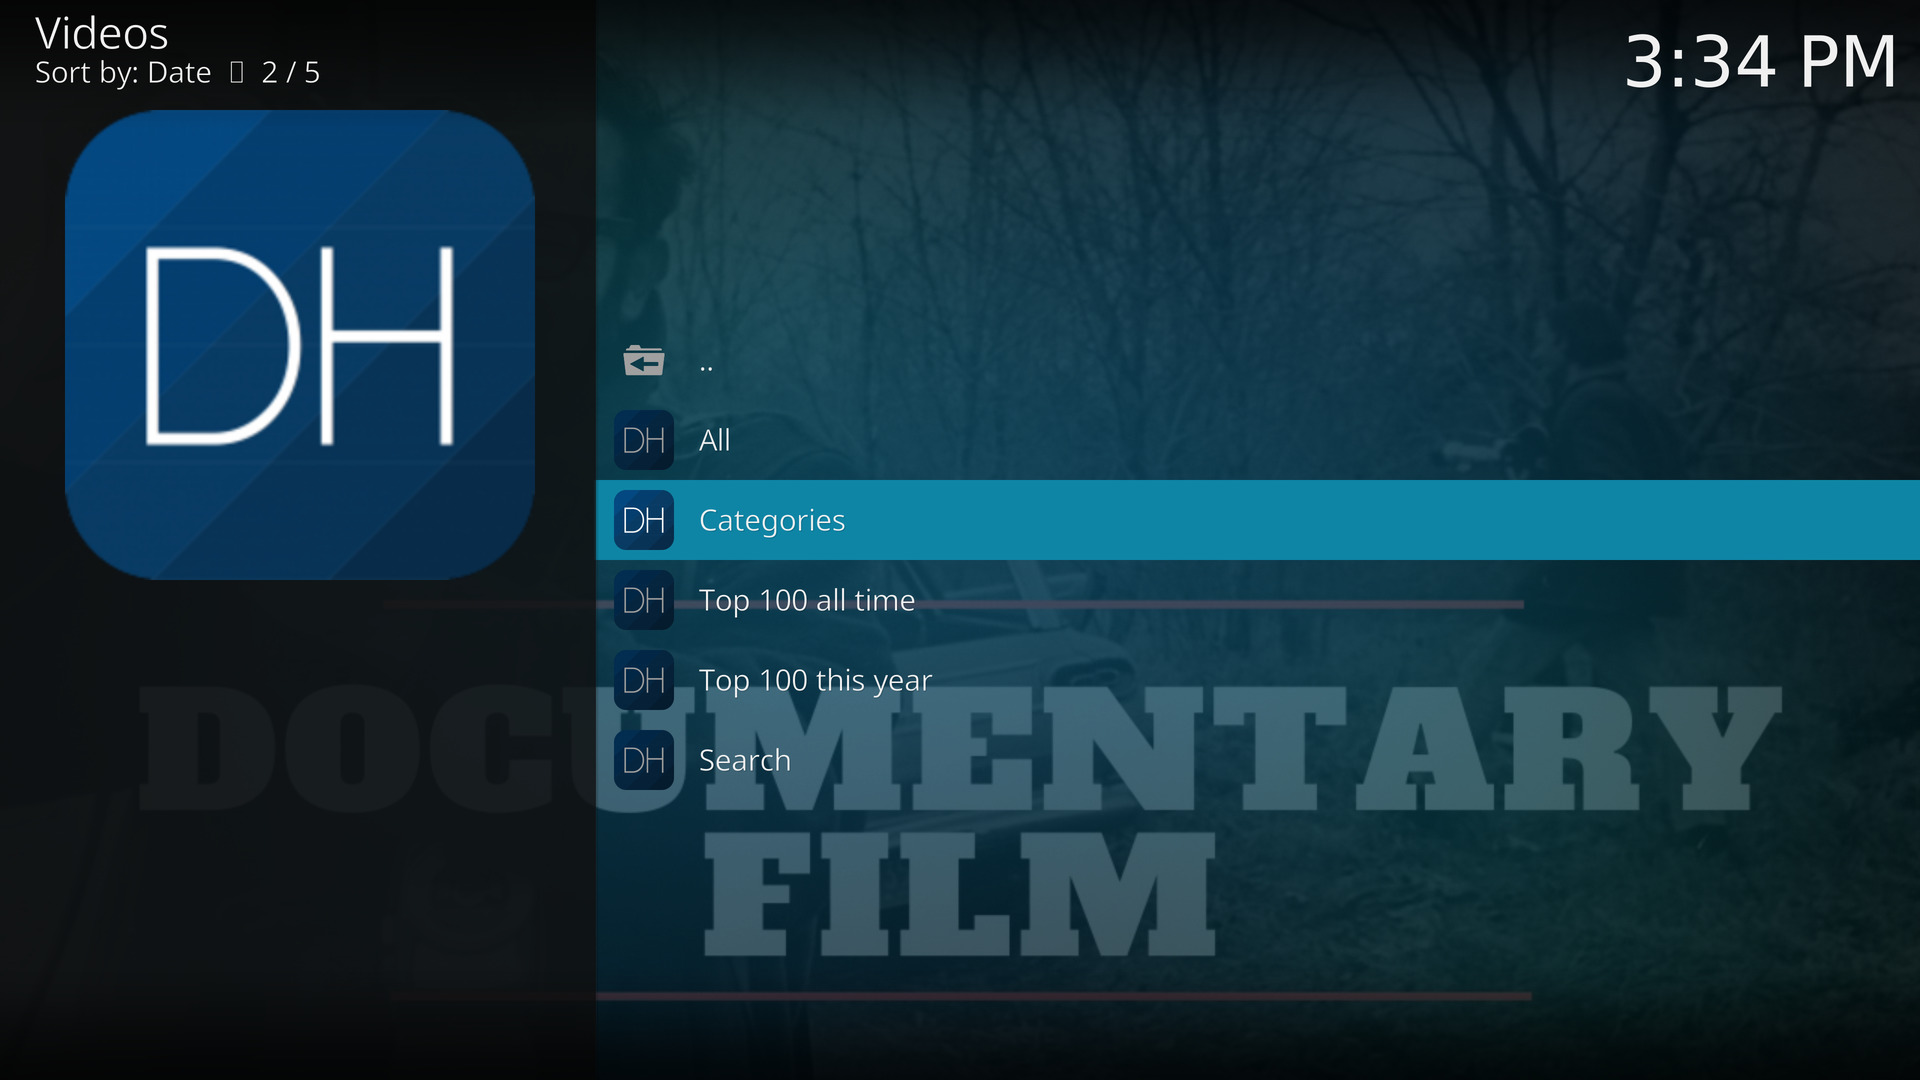 Videos
Sort by: Date 2 / 5
3:34 PM
DH
..
DH All
DH Categories
DH Top 100 all time
DH Top 100 this year
DH Search
DOCUMENTARY
FILM